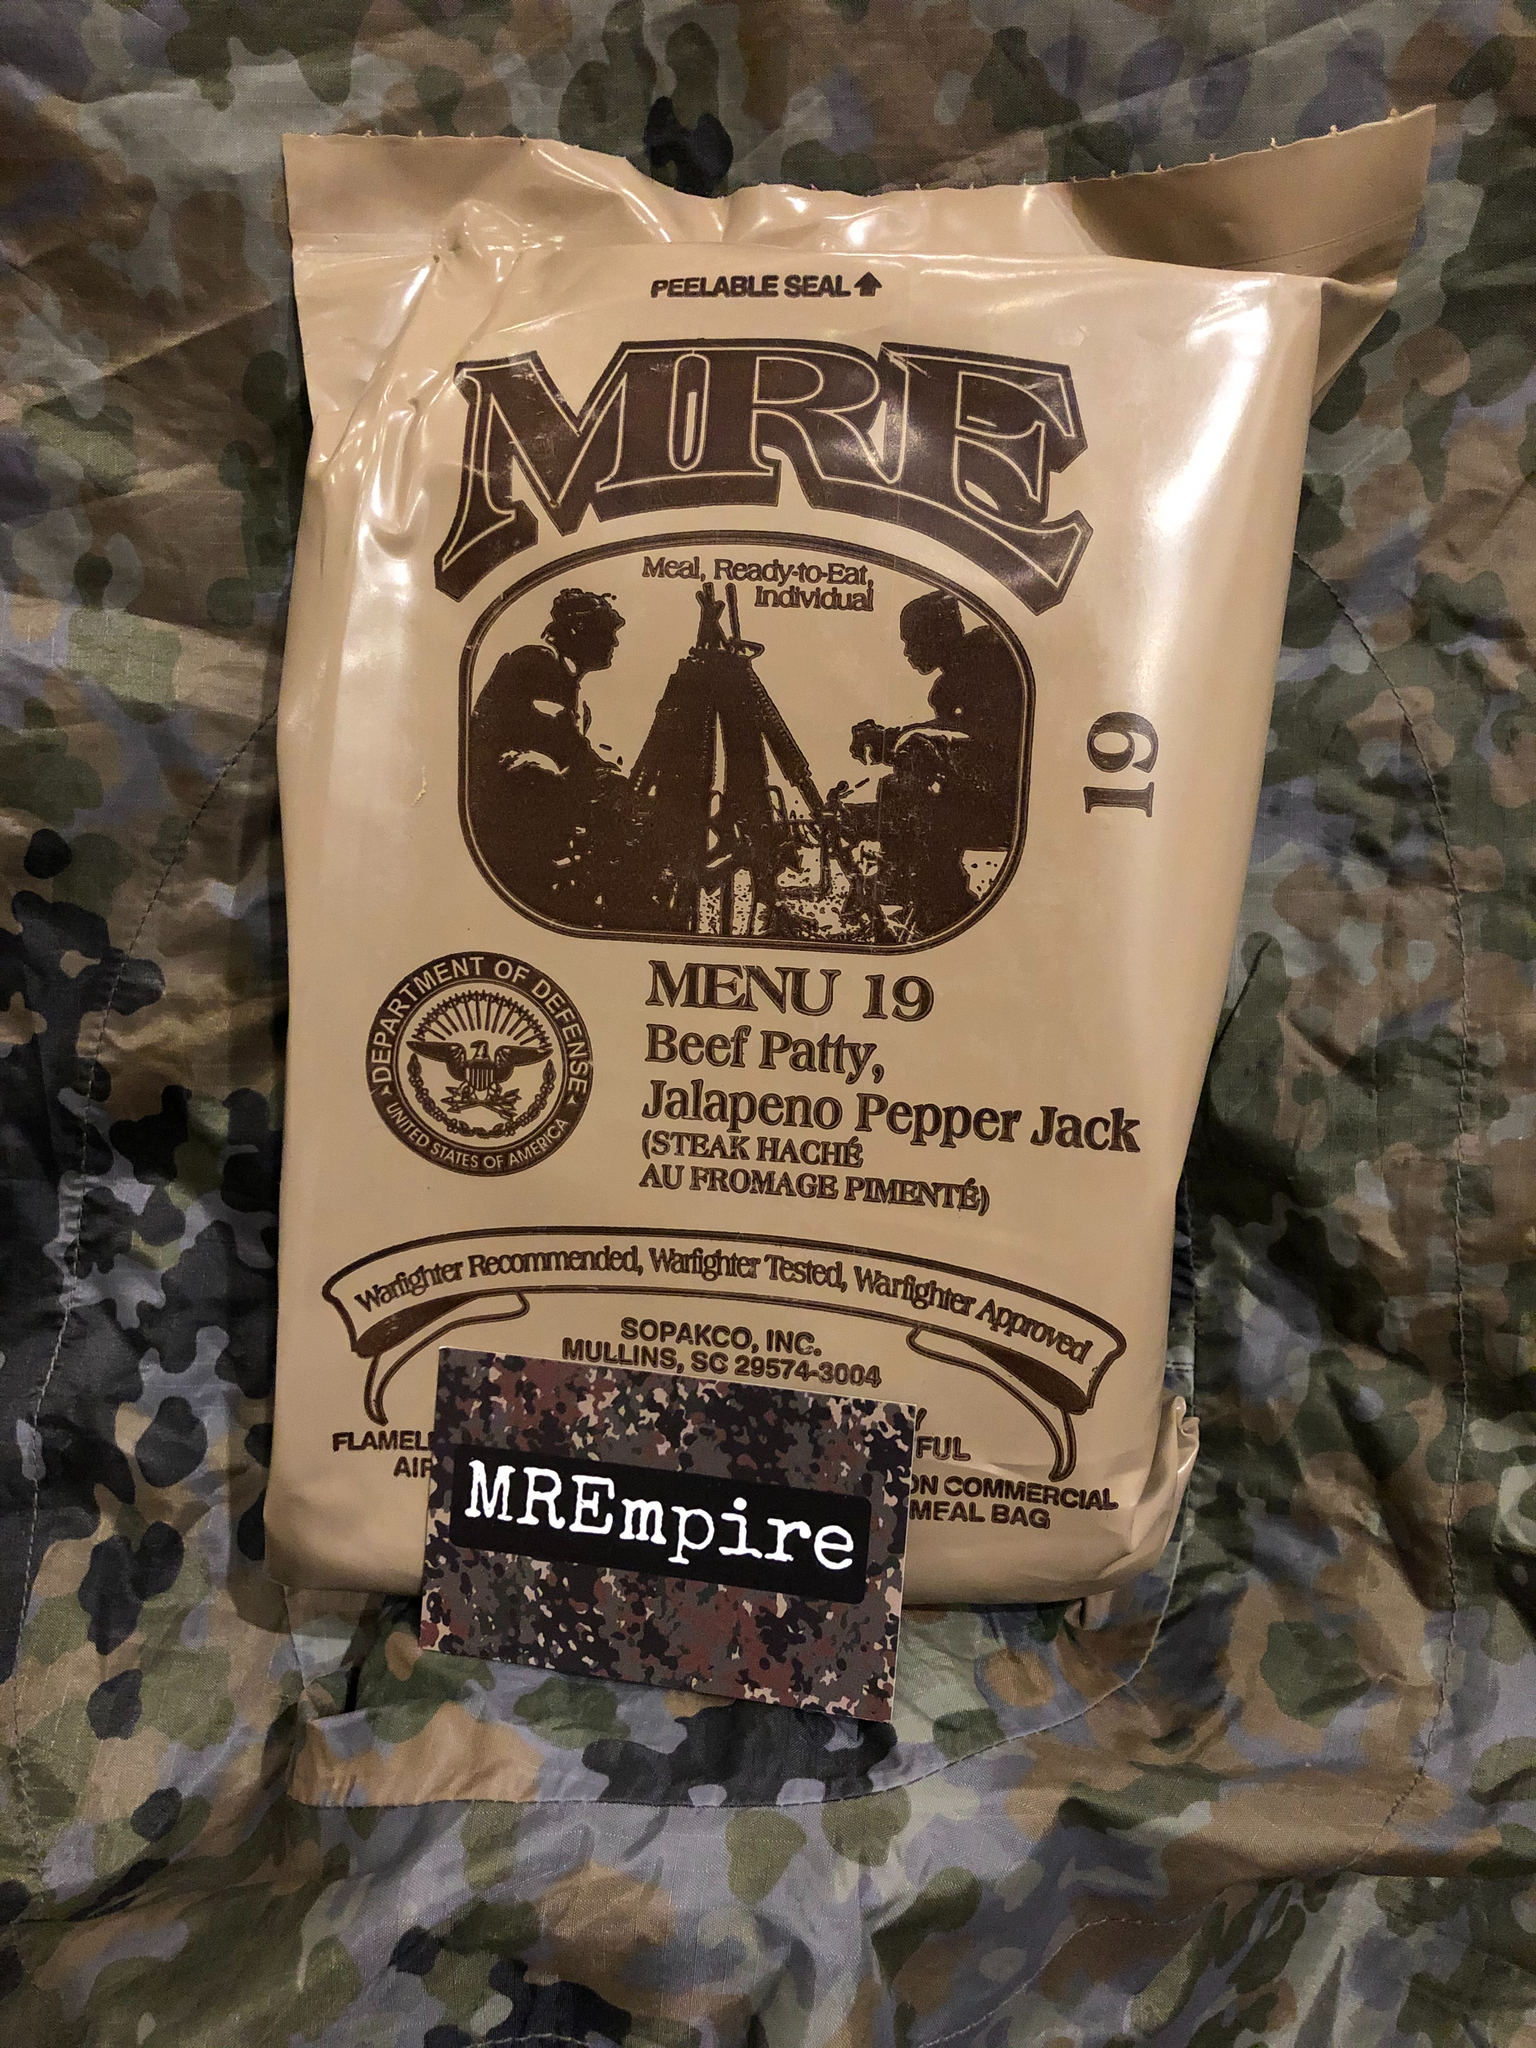 PEELABLE SEAL
MRE
Meal, Ready-to-Eat,
Individual
19
DEPARTMENT OF DEFENSE
UNITED STATES OF AMERICA
MENU 19
Beef Patty,
Jalapeno Pepper Jack
(STEAK HACHÉ
AU FROMAGE PIMENTÉ)
Warfighter Recommended, Warfighter Tested, Warfighter Approved
SOPAKCO, INC.
MULLINS, SC 29574-3004
COMMERCIAL
MEAL BAG
MREmpire